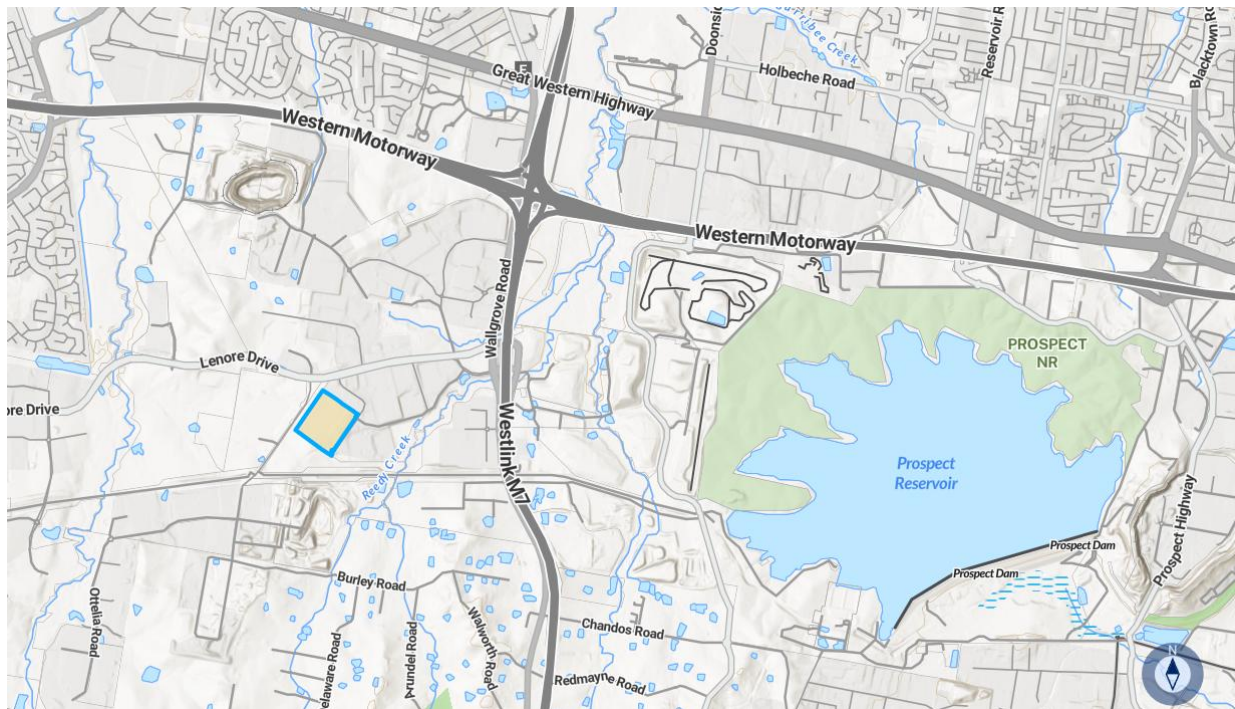 Great Western Highway
Doonsid
Holbeche Road
Reservoir R
Blacktown Ro
Western Motorway
Western Motorway
Wallgrove Road
PROSPECT
NR
Lenore Drive
ore Drive
Westlink M7
Reedy Creek
Prospect
Reservoir
Prospect Highway
Prospect Dam
Prospect Dam
Burley Road
Ottelia Road
elaware Road
Arundel Road
Walworth Road
Chandos Road
Redmayne Road
N